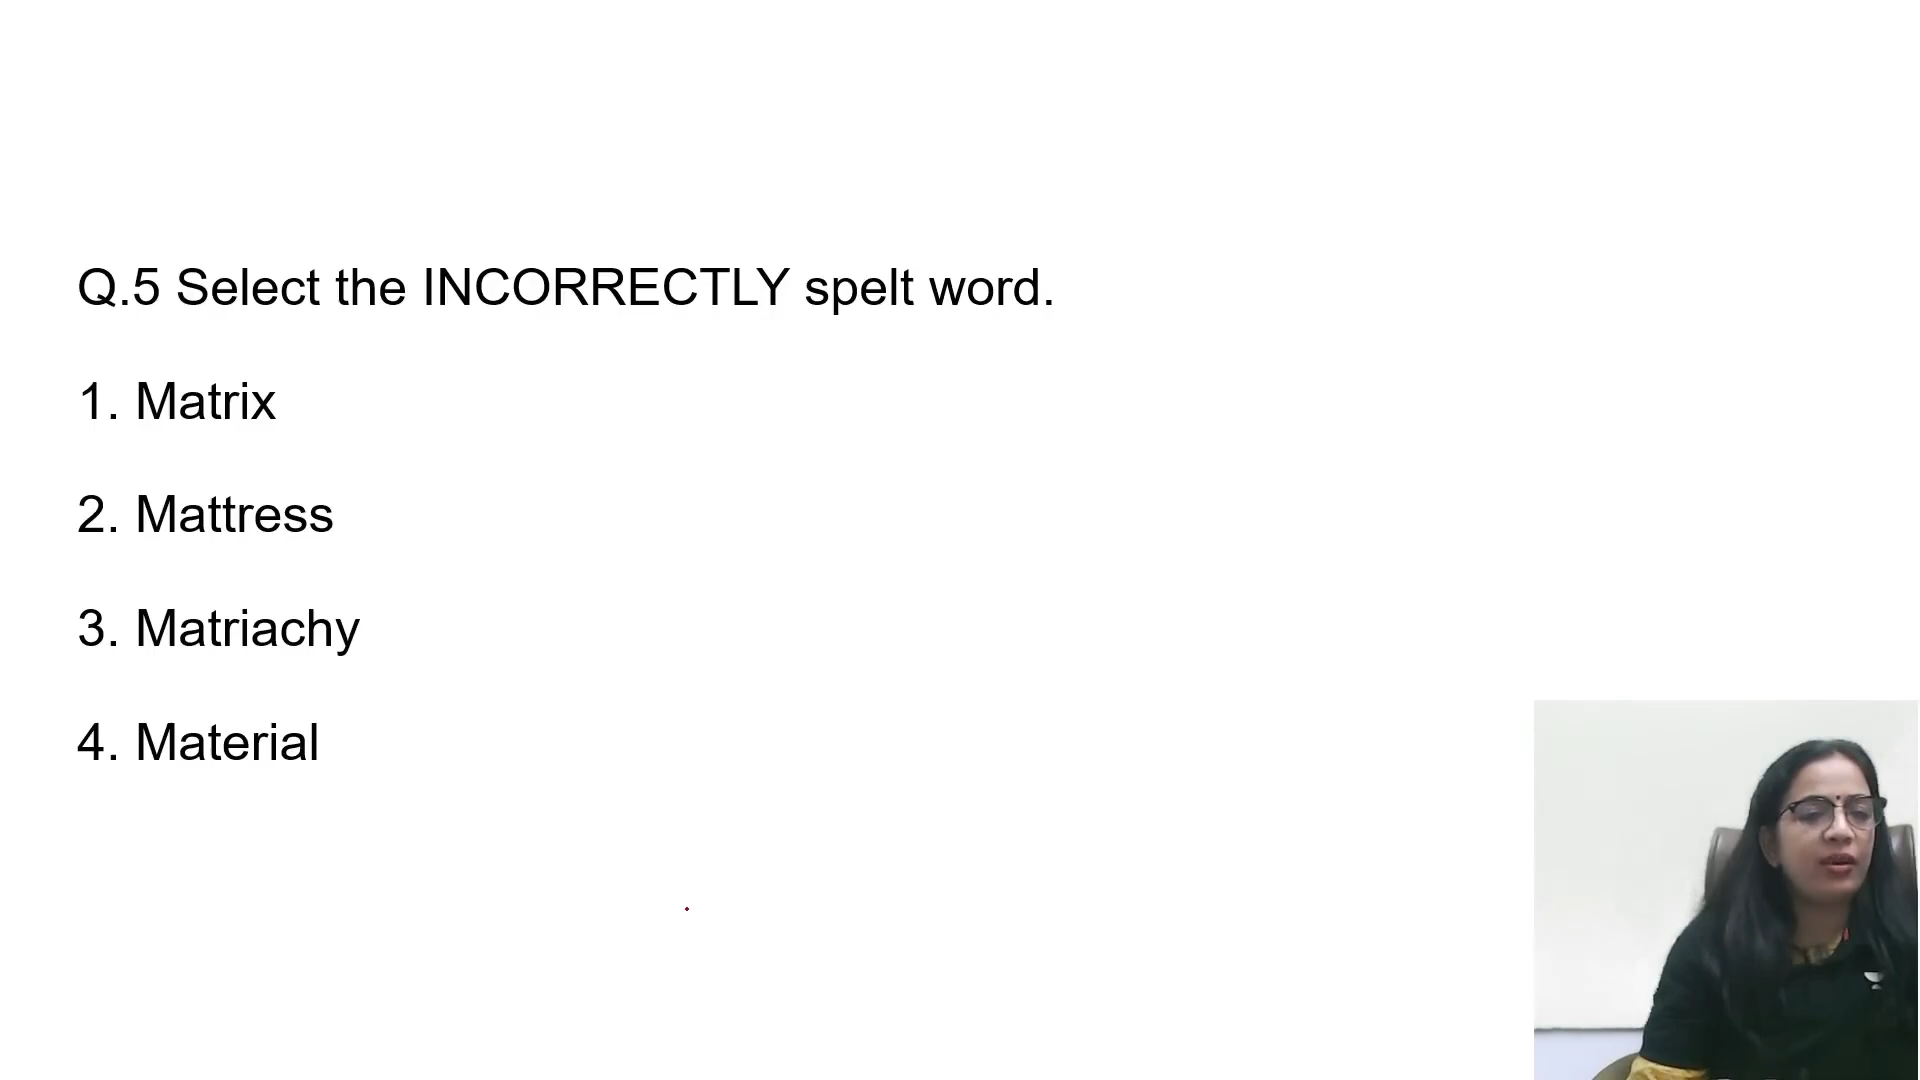 Q.5 Select the INCORRECTLY spelt word.
1. Matrix
2. Mattress
3. Matriachy
4. Material